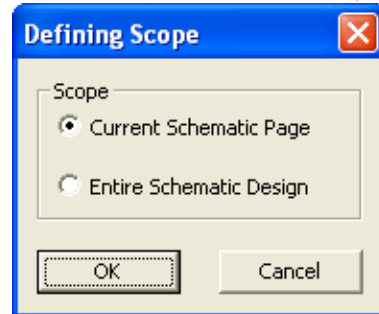 Defining Scope
Scope
Current Schematic Page
Entire Schematic Design
OK
Cancel